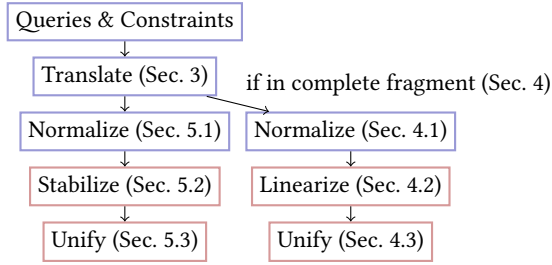 Queries & Constraints
Translate (Sec. 3)
if in complete fragment (Sec. 4)
Normalize (Sec. 5.1)
Normalize (Sec. 4.1)
Stabilize (Sec. 5.2)
Linearize (Sec. 4.2)
Unify (Sec. 5.3)
Unify (Sec. 4.3)